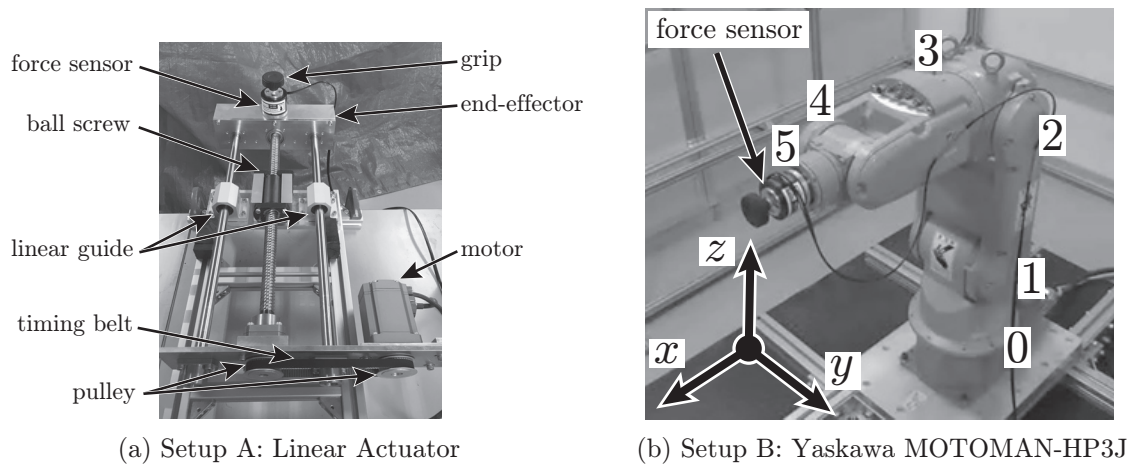 force sensor
grip
end-effector
ball screw
linear guide
motor
timing belt
pulley
(a) Setup A: Linear Actuator
force sensor
3
4
2
5
z
1
x
y
0
(b) Setup B: Yaskawa MOTOMAN-HP3J